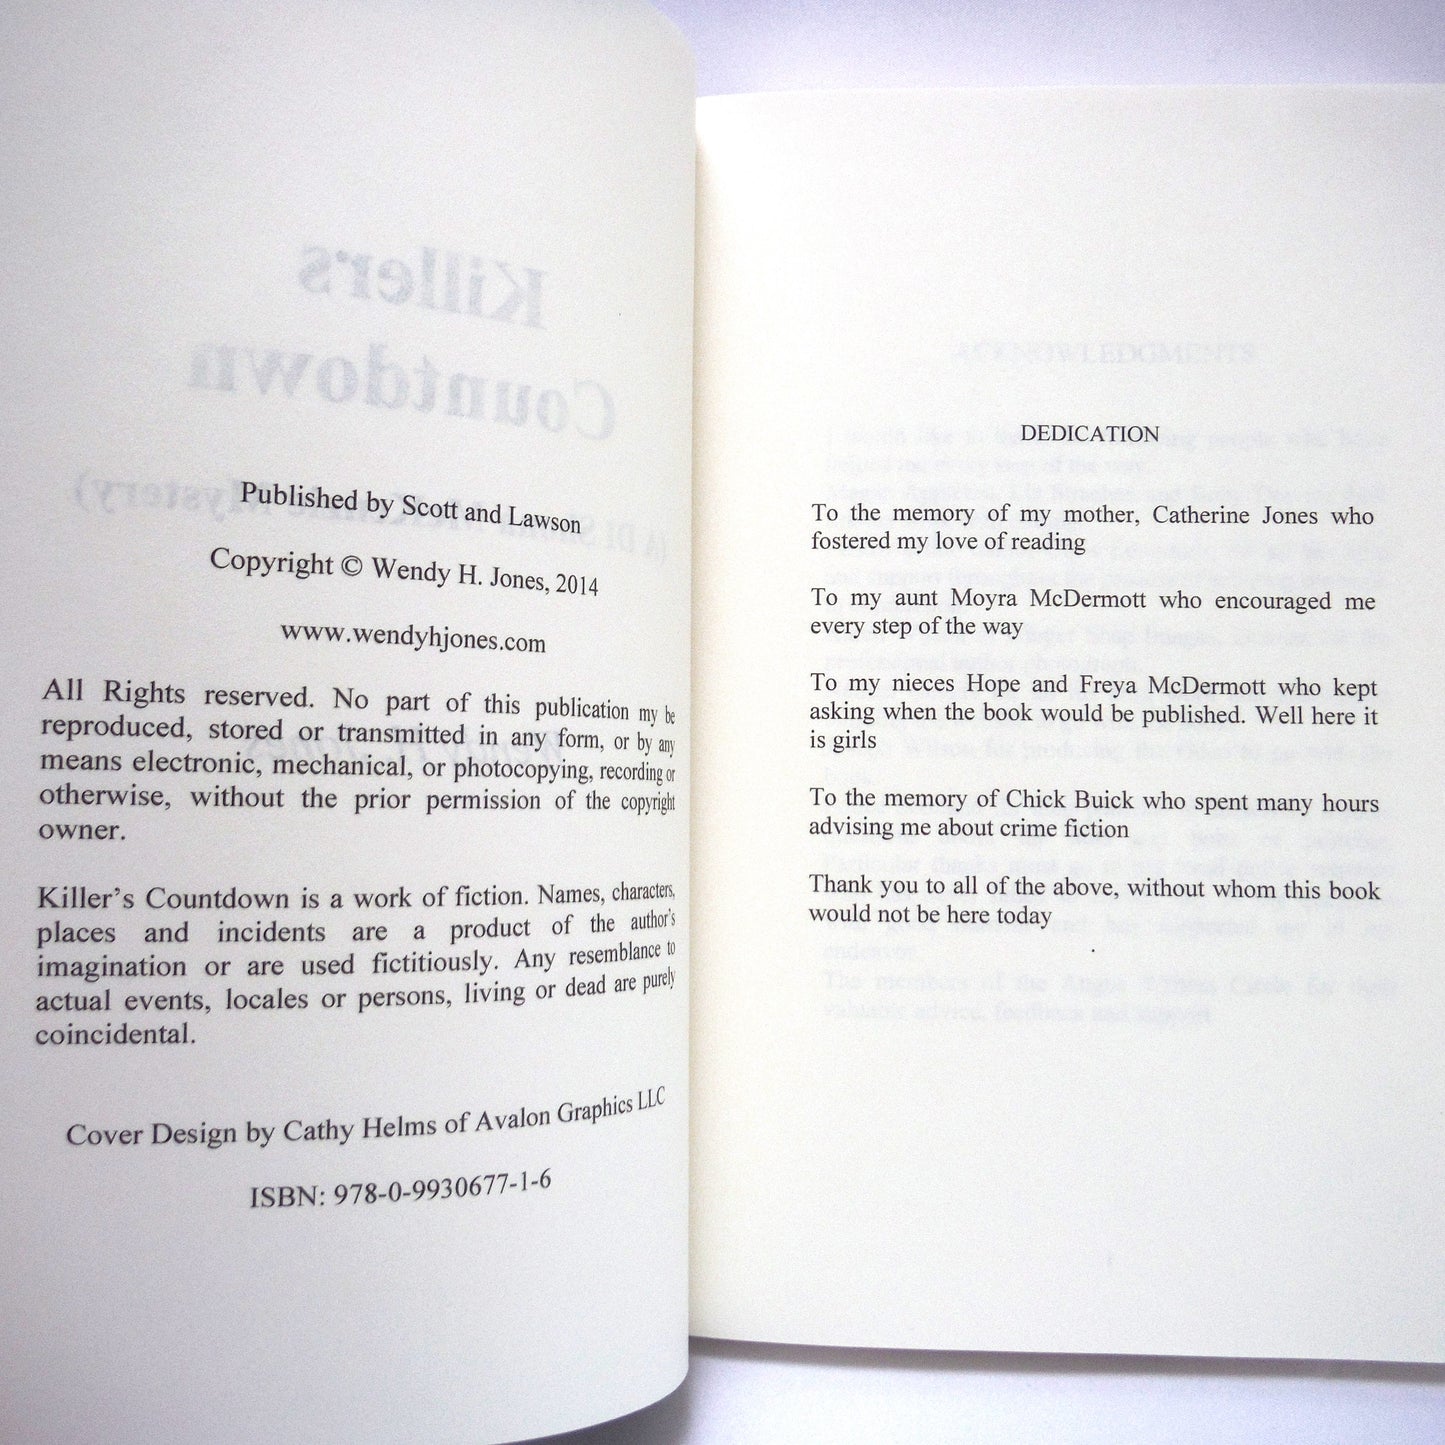 Killer's
Countdown
Mystery)
Published by Scott and Lawson
Copyright © Wendy H. Jones, 2014
www.wendyhjones.com
All Rights reserved. No part of this publication my be
reproduced, stored or transmitted in any form, or by any
means electronic, mechanical, or photocopying, recording or
otherwise, without the prior permission of the copyright
owner.
Killer's Countdown is a work of fiction. Names, characters,
places and incidents are a product of the author's
imagination or are used fictitiously. Any resemblance to
actual events, locales or persons, living or dead are purely
coincidental.
Cover Design by Cathy Helms of Avalon Graphics LLC
ISBN: 978-0-9930677-1-6
ACKNOWLEDGMENTS
DEDICATION
To the memory of my mother, Catherine Jones who
fostered my love of reading
To my aunt Moyra McDermott who encouraged me
every step of the way
To my nieces Hope and Freya McDermott who kept
asking when the book would be published. Well here it
is girls
To the memory of Chick Buick who spent many hours
advising me about crime fiction
Thank you to all of the above, without whom this book
would not be here today